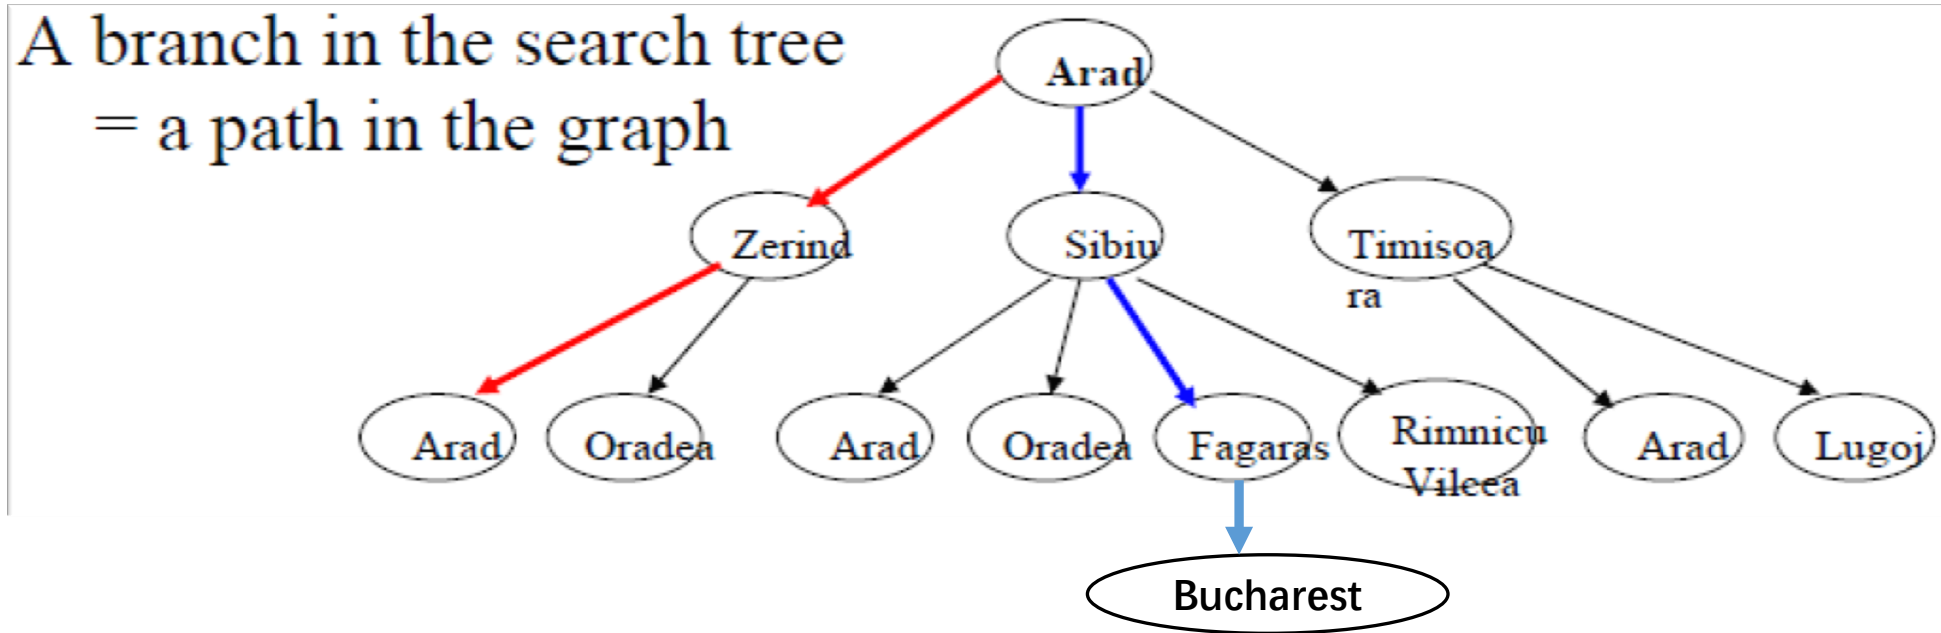 A branch in the search tree
= a path in the graph
Arad
Zerind
Sibiu
Timisoa
ra
Arad
Oradea
Arad
Oradea
Fagaras
Rimnicu
Vilcea
Arad
Lugoj
Bucharest